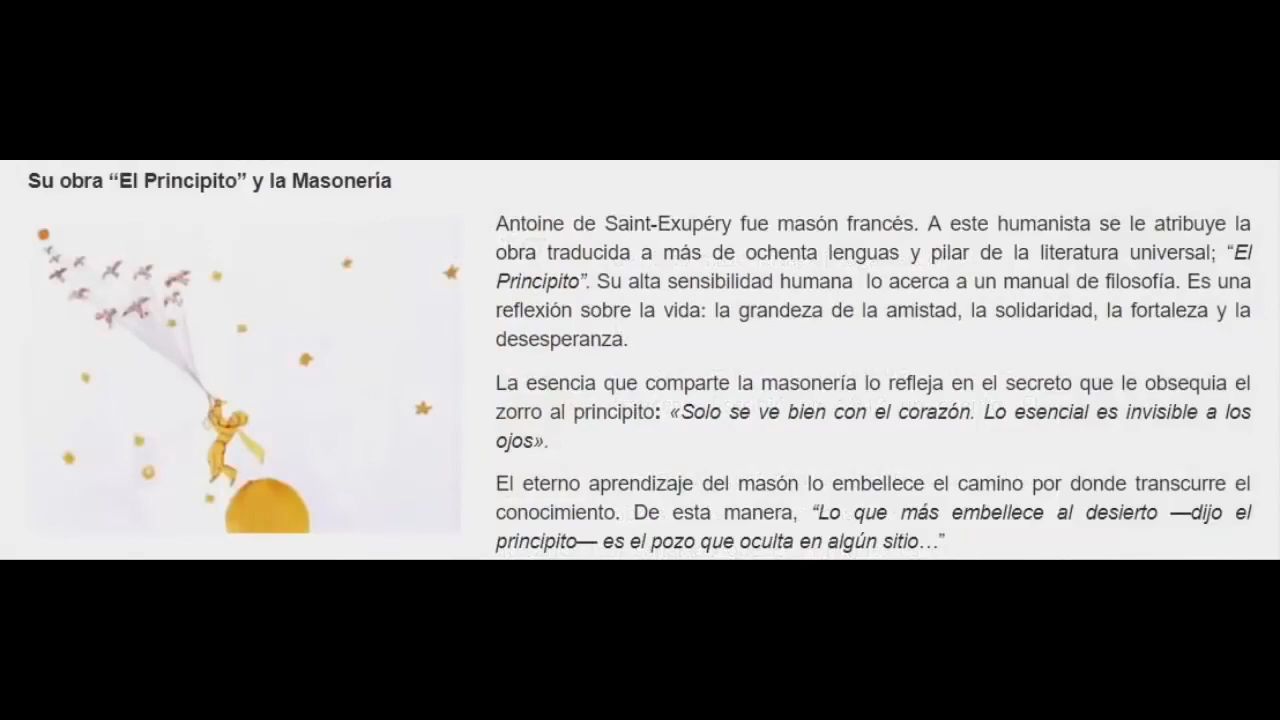 Su obra “El Principito” y la Masonería
Antoine de Saint-Exupéry fue masón francés. A este humanista se le atribuye la
obra traducida a más de ochenta lenguas y pilar de la literatura universal; “El
Principito”. Su alta sensibilidad humana lo acerca a un manual de filosofía. Es una
reflexión sobre la vida: la grandeza de la amistad, la solidaridad, la fortaleza y la
desesperanza.
La esencia que comparte la masonería lo refleja en el secreto que le obsequia el
zorro al principito: «Solo se ve bien con el corazón. Lo esencial es invisible a los
ojos».
El eterno aprendizaje del masón lo embellece el camino por donde transcurre el
conocimiento. De esta manera, “Lo que más embellece al desierto —dijo el
principito— es el pozo que oculta en algún sitio…”